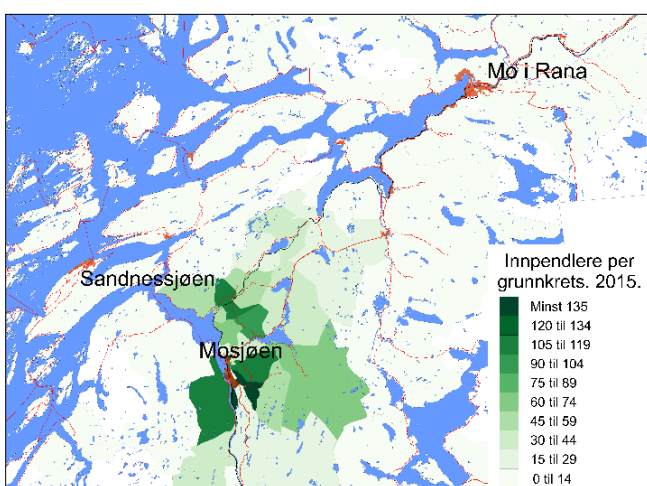 Mo i Rana
Sandnessjøen
Mosjøen
Innpendlere per
grunnkrets. 2015.
Minst 135
120 til 134
105 til 119
90 til 104
75 til 89
60 til 74
45 til 59
30 til 44
15 til 29
0 til 14